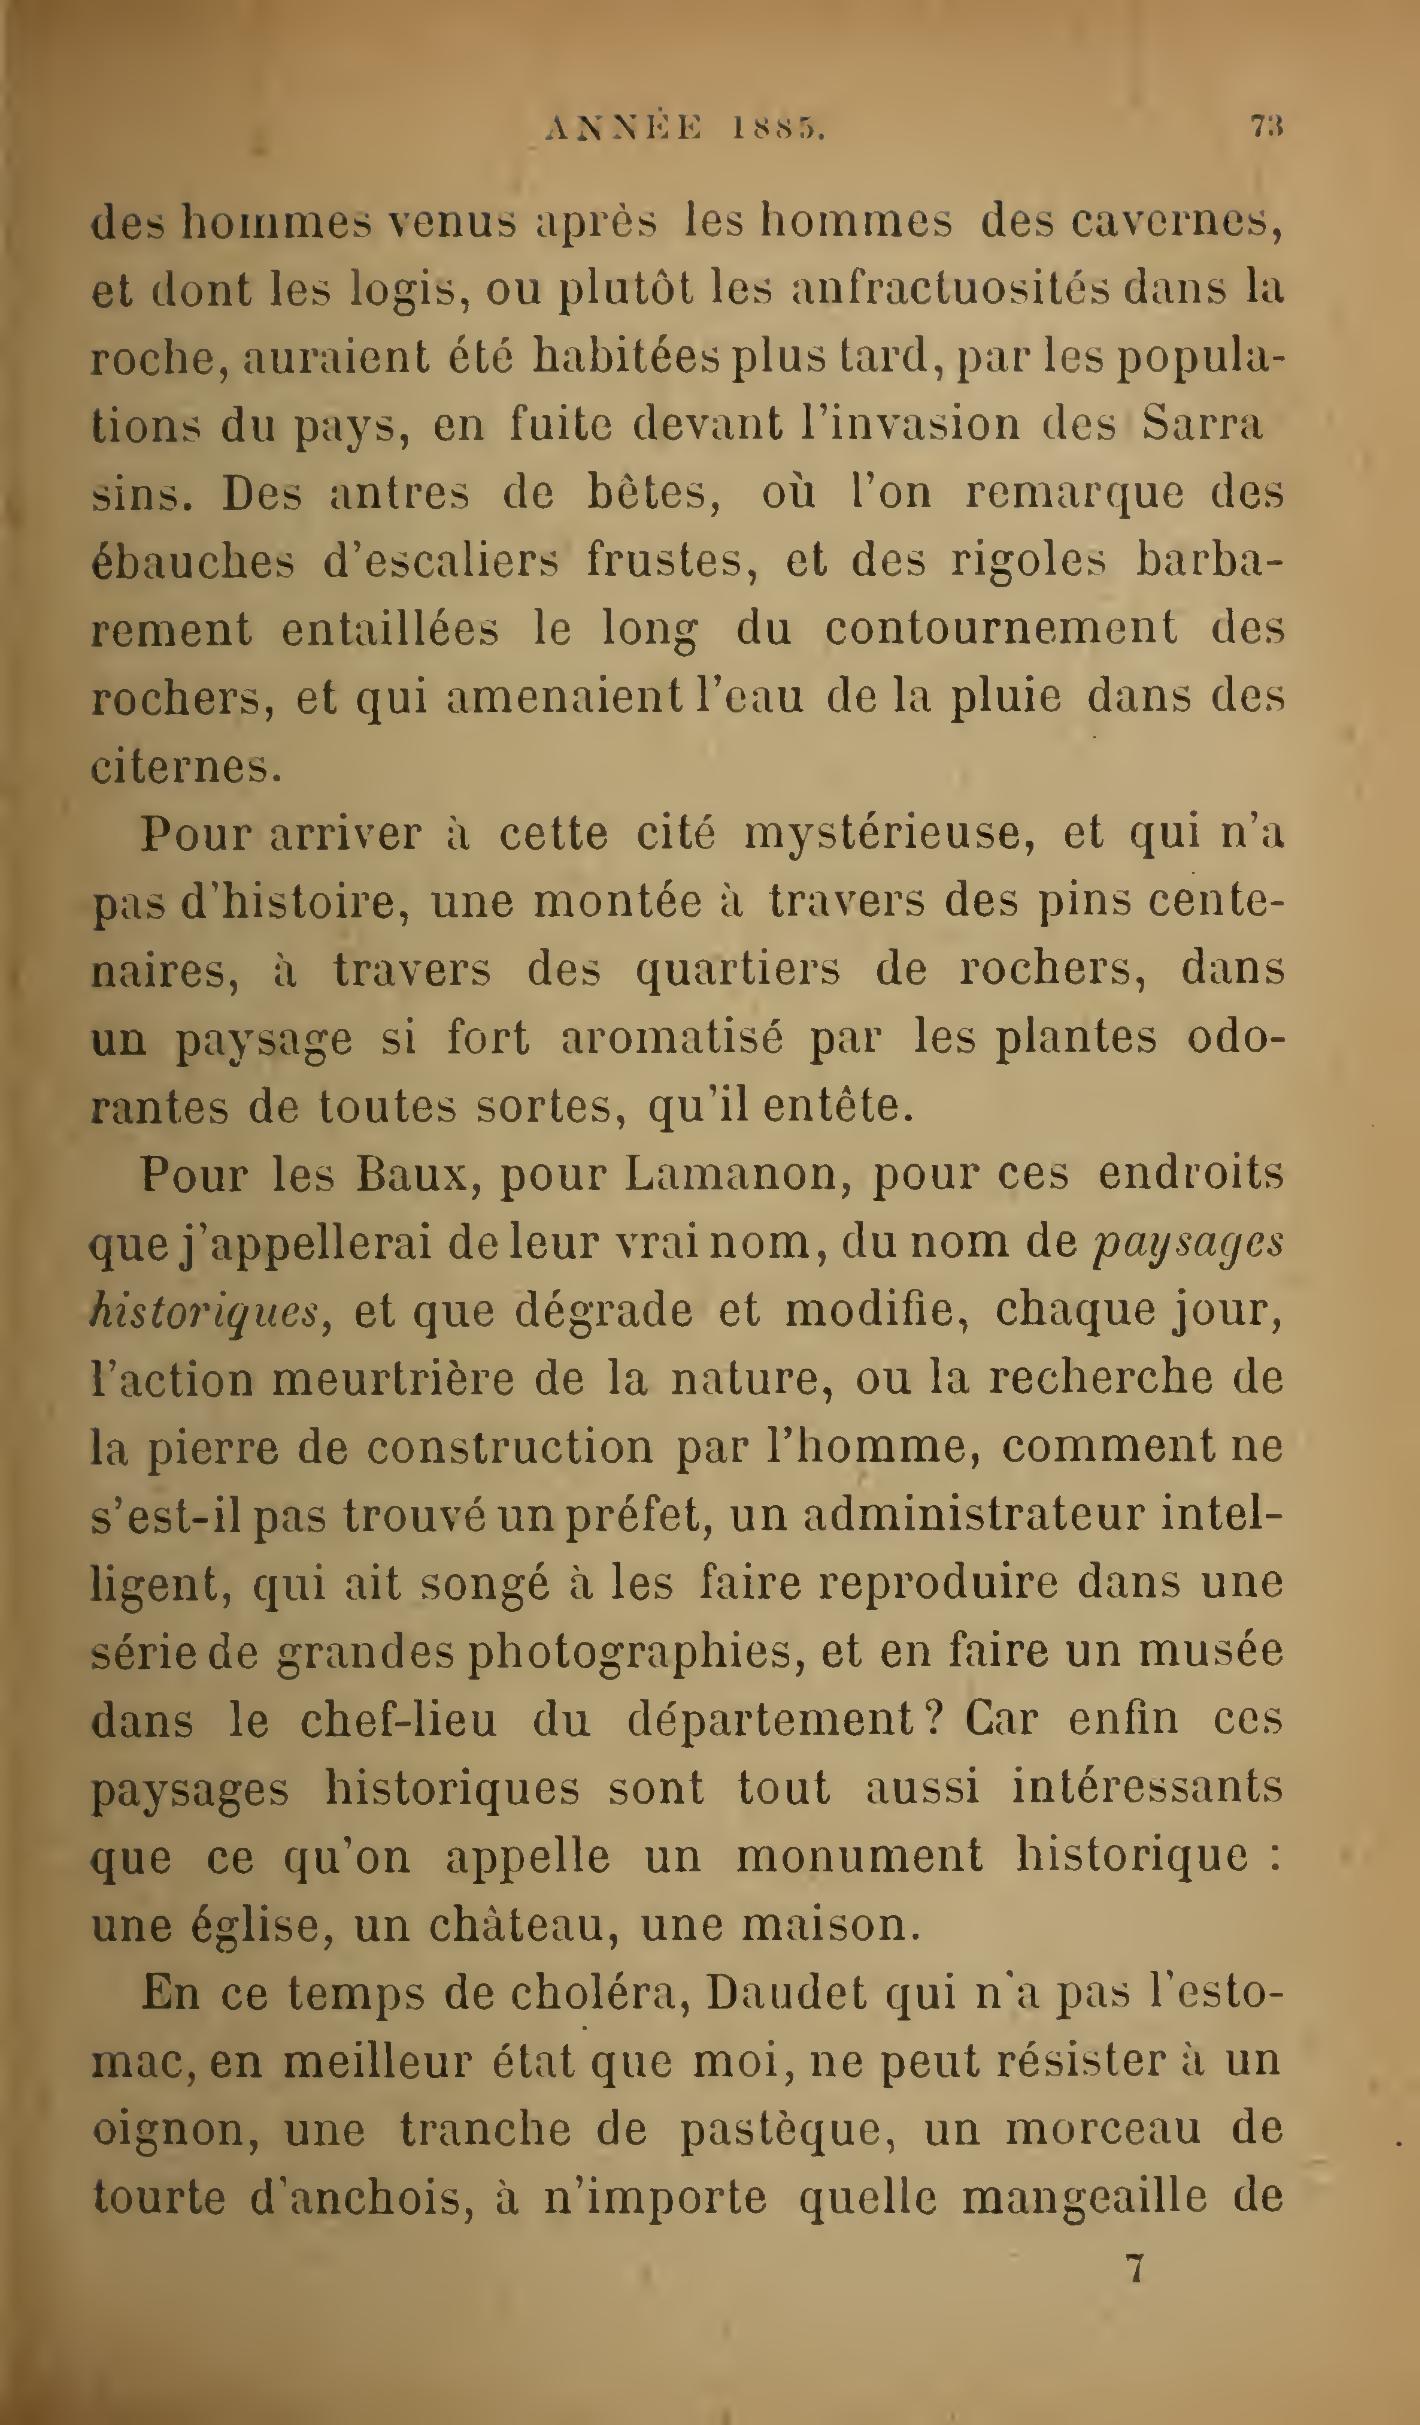 ANNÉE 1885. 73
des hommes venus après les hommes des cavernes,
et dont les logis, ou plutôt les anfractuosités dans la
roche, auraient été habitées plus tard, par les popula-
tions du pays, en fuite devant l'invasion des Sarra
sins. Des antres de bêtes, où l'on remarque des
ébauches d'escaliers frustes, et des rigoles barba-
rement entaillées le long du contournement des
rochers, et qui amenaient l'eau de la pluie dans des
citernes.
Pour arriver à cette cité mystérieuse, et qui n'a
pas d'histoire, une montée à travers des pins cente-
naires, à travers des quartiers de rochers, dans
un paysage si fort aromatisé par les plantes odo-
rantes de toutes sortes, qu'il entête.
Pour les Baux, pour Lamanon, pour ces endroits
que j'appellerai de leur vrai nom, du nom de paysages
historiques, et que dégrade et modifie, chaque jour,
l'action meurtrière de la nature, ou la recherche de
la pierre de construction par l'homme, comment ne
s'est-il pas trouvé un préfet, un administrateur intel-
ligent, qui ait songé à les faire reproduire dans une
série de grandes photographies, et en faire un musée
dans le chef-lieu du département? Car enfin ces
paysages historiques sont tout aussi intéressants
que ce qu'on appelle un monument historique :
une église, un château, une maison.
En ce temps de choléra, Daudet qui n'a pas l'esto-
mac, en meilleur état que moi, ne peut résister à un
oignon, une tranche de pastèque, un morceau de
tourte d'anchois, à n'importe quelle mangeaille de
7